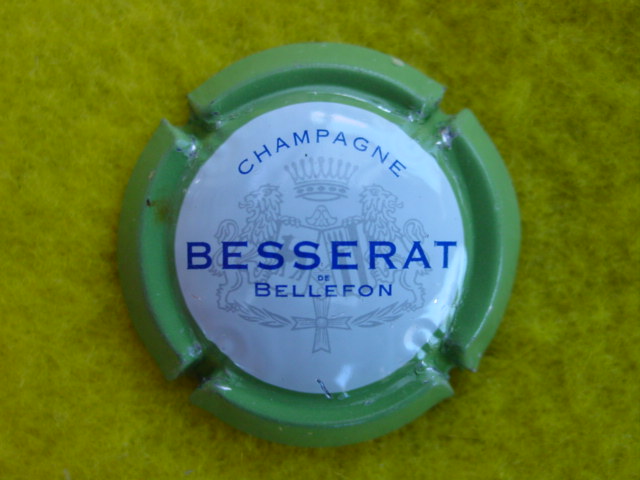 CHAMPAGNE
BESSERAT
DE
BELLEFON